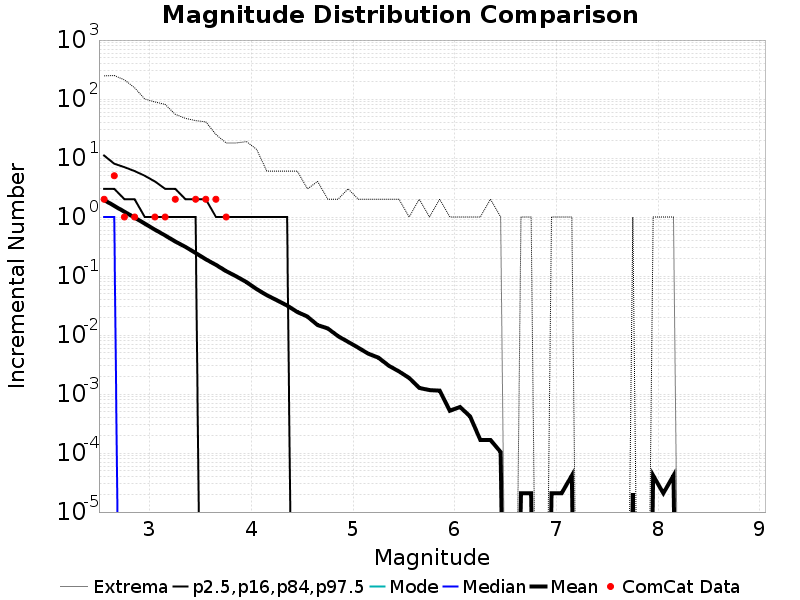 Magnitude Distribution Comparison
10^3
10^2
10^1
10^0
10^-1
10^-2
10^-3
10^-4
10^-5
Incremental Number
3 4 5 6 7 8 9
Magnitude
Extrema p2.5,p16,p84,p97.5 Mode Median Mean ComCat Data